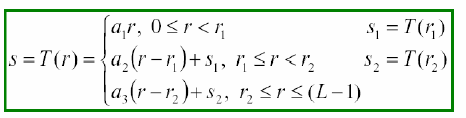 a₁r, 0 ≤ r < r₁ s₁ = T(r₁)
s = T(r) = { a₂(r − r₁) + s₁, r₁ ≤ r < r₂ s₂ = T(r₂)
a₃(r − r₂) + s₂, r₂ ≤ r ≤ (L − 1)